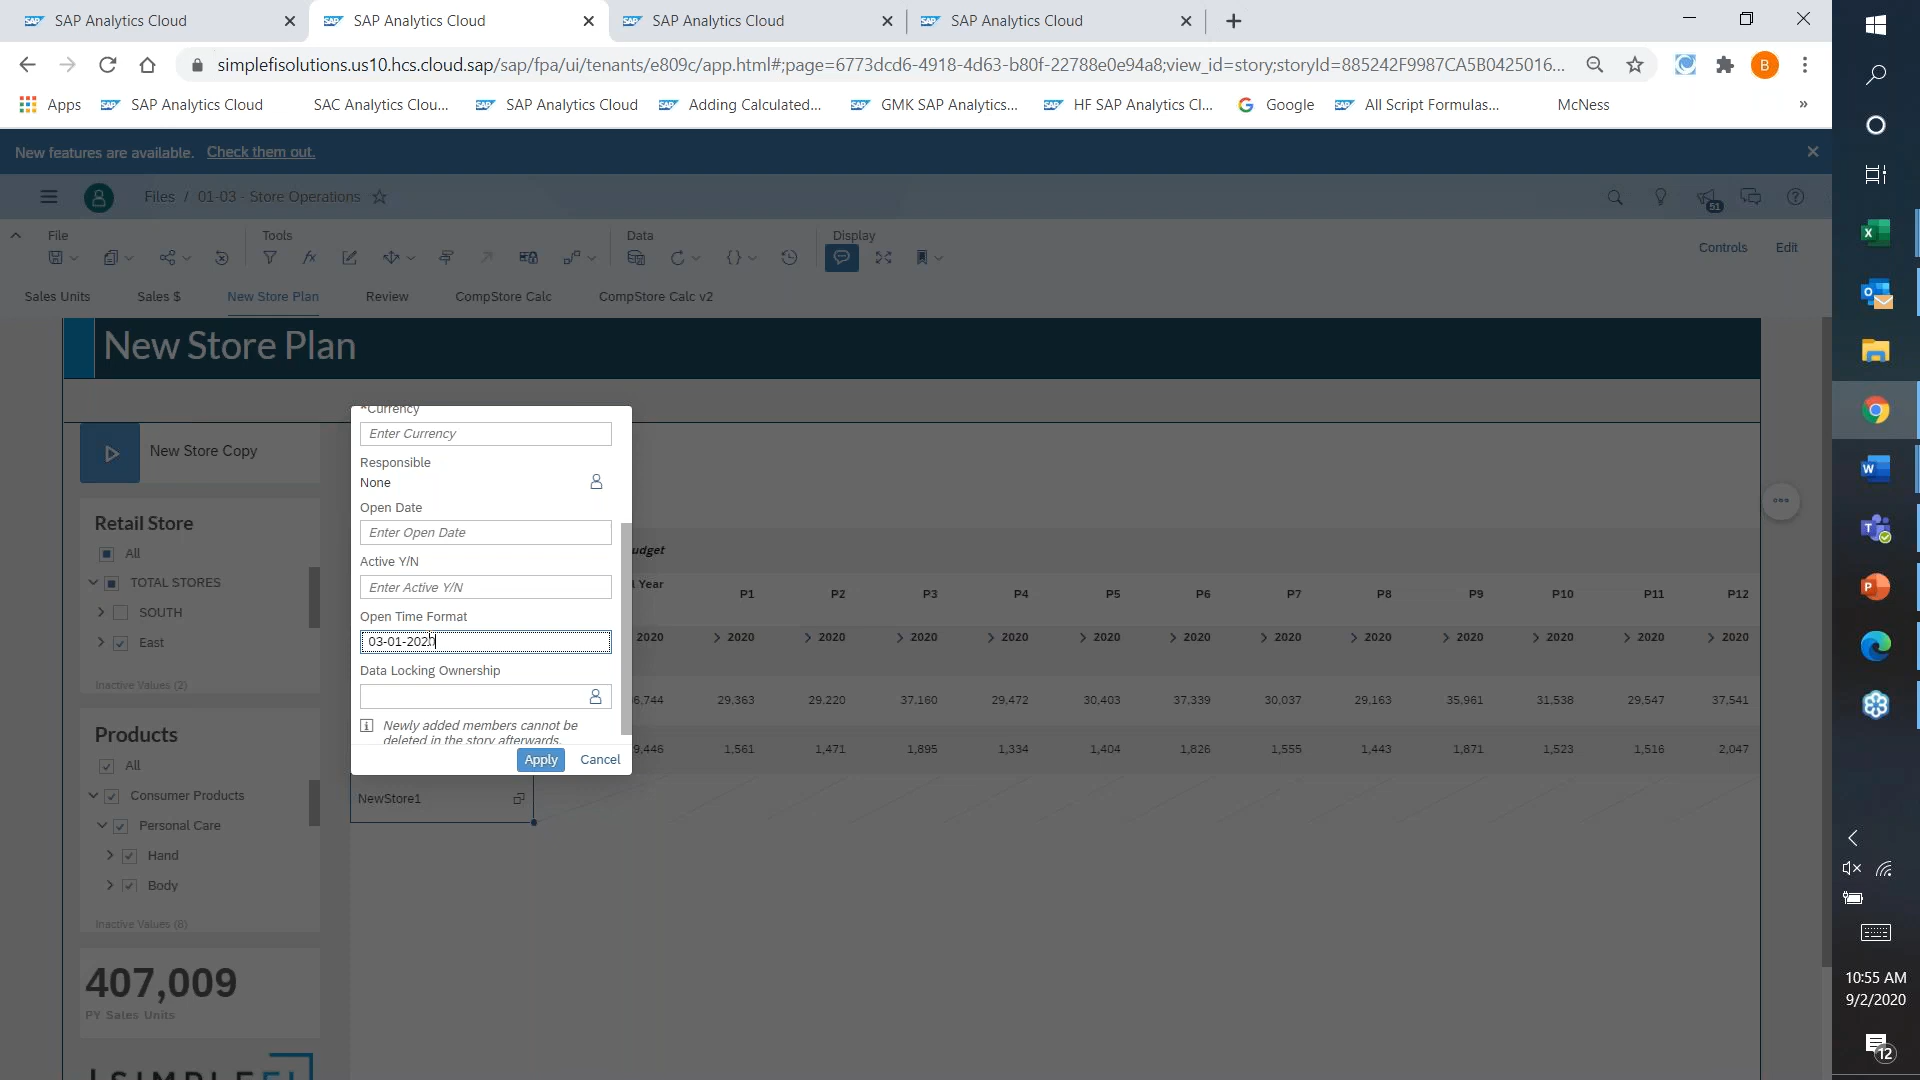 SAP Analytics Cloud
SAP Analytics Cloud
SAP Analytics Cloud
SAP Analytics Cloud
simplefisolutions.us10.hcs.cloud.sap/sap/fpa/ui/tenants/e809c/app.html#;page=6773dcd6-4918-4d63-b80f-22788e0e94a8;view_id=story;storyId=885242F9987CA5B0425016...
B
Apps
SAP Analytics Cloud
SAC Analytics Clou...
SAP Analytics Cloud
Adding Calculated...
GMK SAP Analytics...
HF SAP Analytics Cl...
Google
All Script Formulas...
McNess
»
New features are available. Check them out.
Files / 01-03 - Store Operations
51
File
Tools
Data
Display
Controls
Edit
Sales Units
Sales $
New Store Plan
Review
CompStore Calc
CompStore Calc v2
New Store Plan
New Store Copy
Retail Store
All
TOTAL STORES
SOUTH
East
Inactive Values (2)
Products
All
Consumer Products
Personal Care
Hand
Body
Inactive Values (6)
407,009
PY Sales Units
*Currency
Enter Currency
Responsible
None
Open Date
Enter Open Date
Active Y/N
Enter Active Y/N
Open Time Format
03-01-2020
Data Locking Ownership
Newly added members cannot be
deleted in the story afterwards.
Apply
Cancel
NewStore1
udget
Year P1 P2 P3 P4 P5 P6 P7 P8 P9 P10 P11 P12
2020 > 2020 > 2020 > 2020 > 2020 > 2020 > 2020 > 2020 > 2020 > 2020 > 2020 > 2020 > 2020
6,744 29,363 29,220 37,160 29,472 30,403 37,339 30,037 29,163 35,961 31,538 29,547 37,541
9,446 1,561 1,471 1,895 1,334 1,404 1,826 1,555 1,443 1,871 1,523 1,516 2,047
10:55 AM
9/2/2020
12